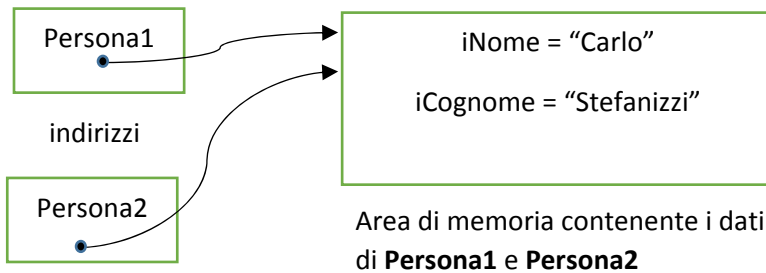 Persona1
iNome = “Carlo”
iCognome = “Stefanizzi”
indirizzi
Persona2
Area di memoria contenente i dati
di Persona1 e Persona2